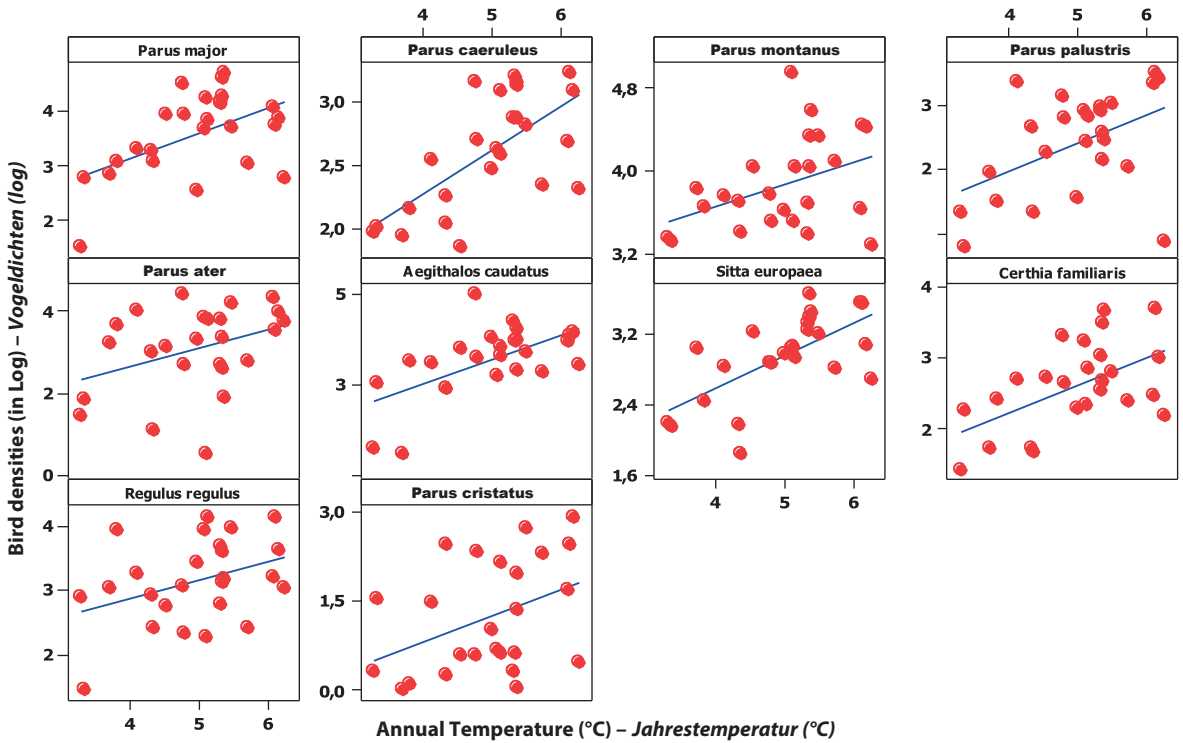 4 5 6 4 5 6
Parus major Parus caeruleus Parus montanus Parus palustris
4 3 2
3,0 2,5 2,0
4,8 4,0 3,2
3 2
Parus ater Aegithalos caudatus Sitta europaea Certhia familiaris
4 2 0
5 3
3,2 2,4 1,6
4 3 2
4 5 6
Regulus regulus Parus cristatus
4 3 2
3,0 1,5 0,0
4 5 6
Bird densities (in Log) – Vogeldichten (log)
Annual Temperature (°C) – Jahrestemperatur (°C)